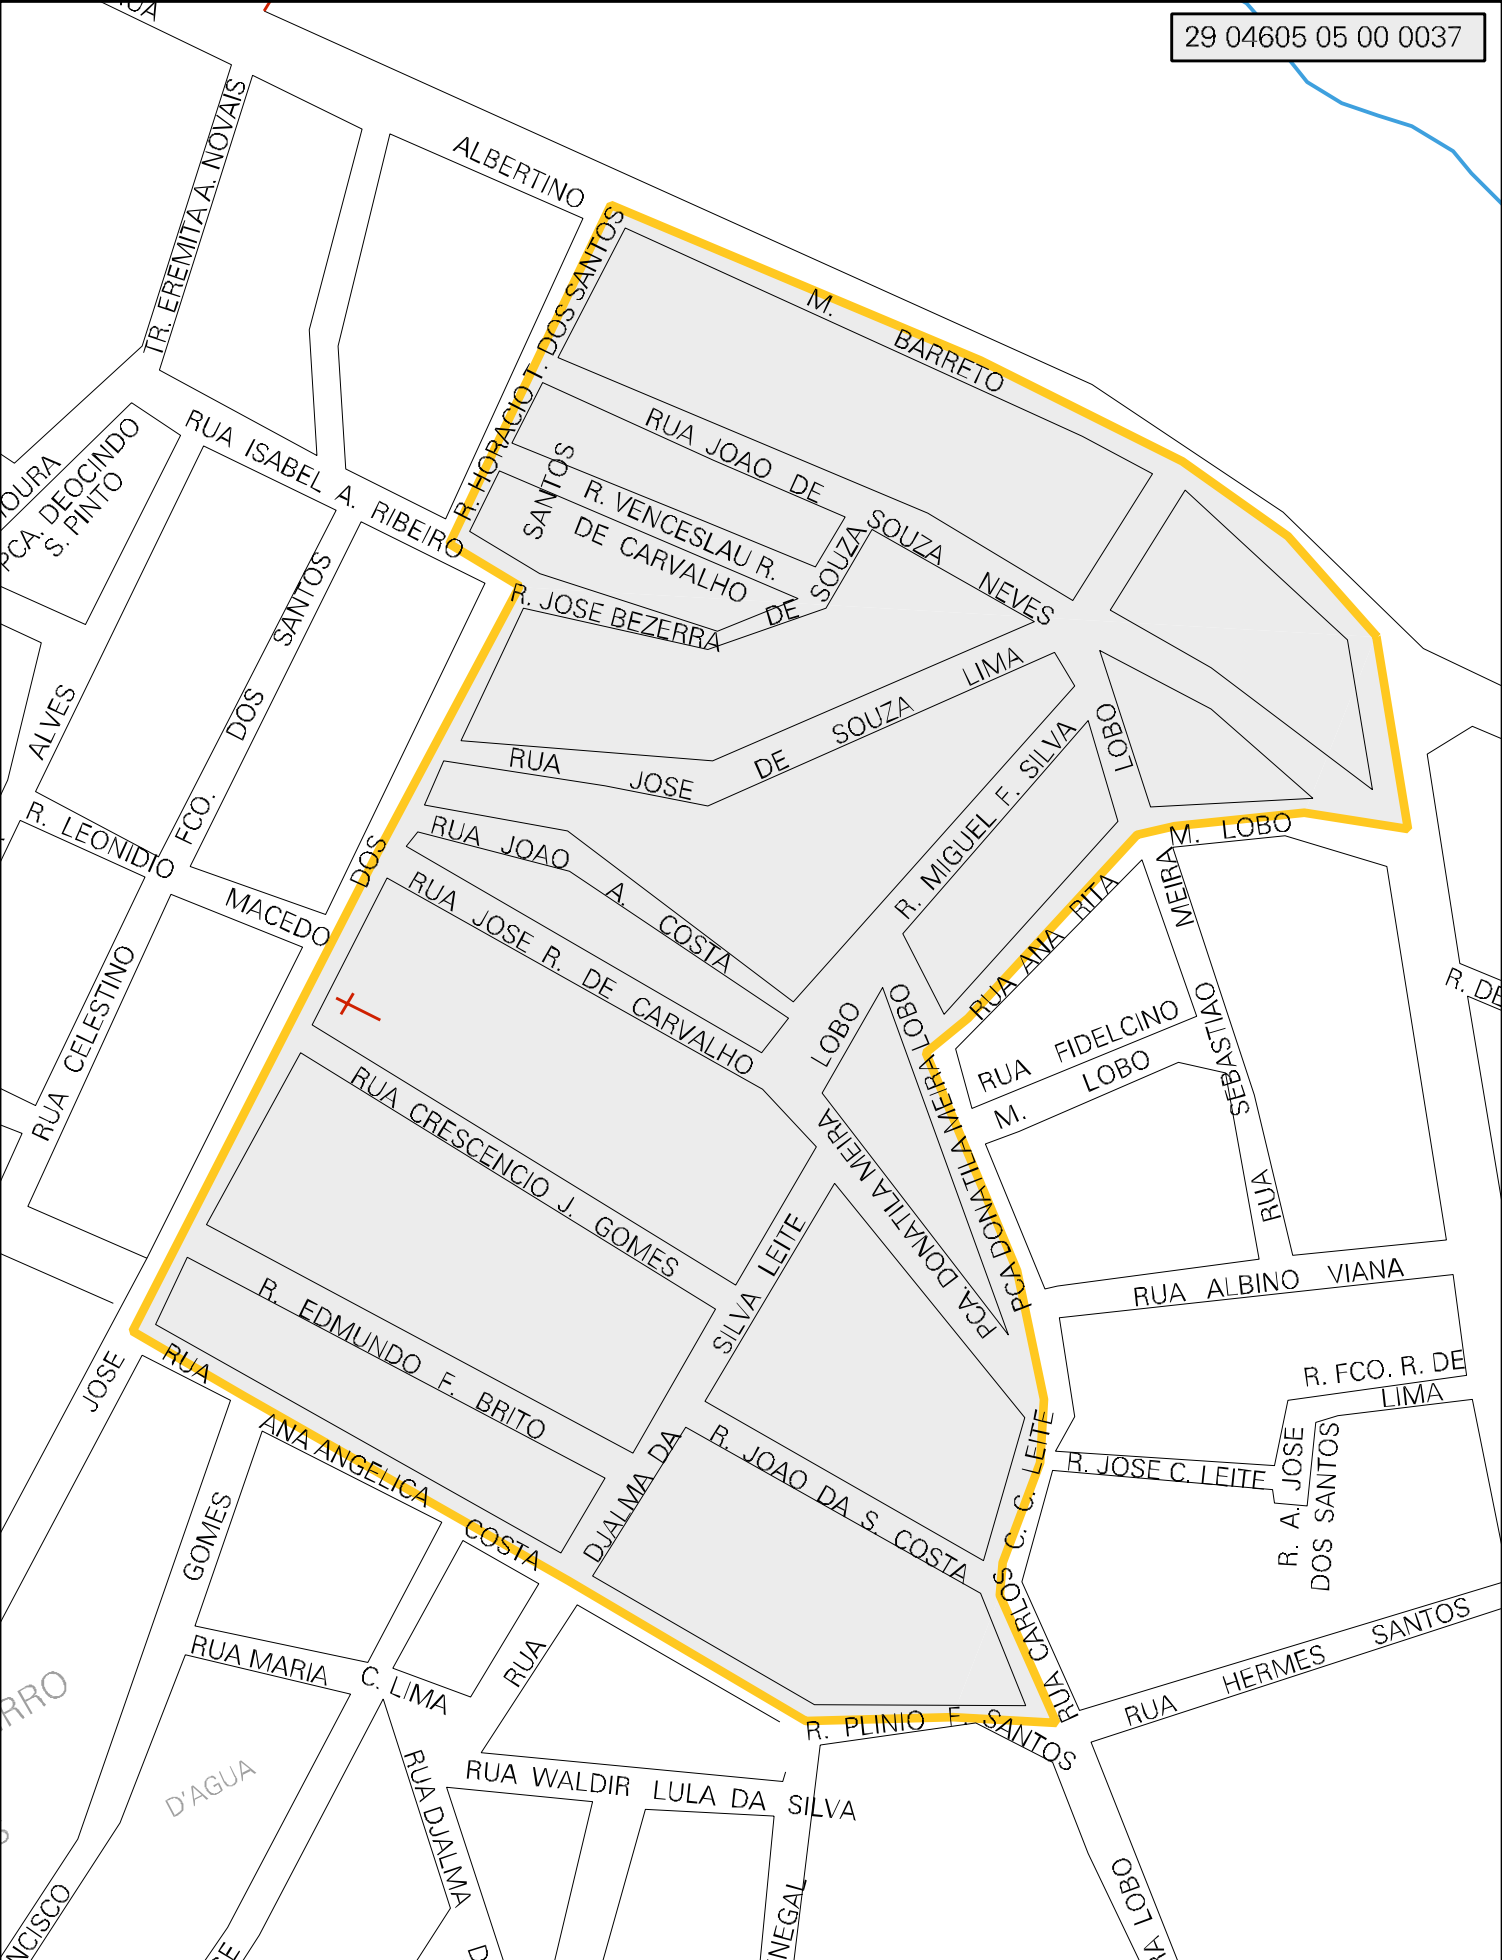 29 04605 05 00 0037
RUA
ALBERTINO
M. BARRETO
TR. EREMITA A. NOVAIS
R. HORACIO T. DOS SANTOS
RUA ISABEL A. RIBEIRO
PCA. DEOCINDO
S. PINTO
OURA
RUA JOAO DE SOUZA NEVES
R. VENCESLAU R.
DE CARVALHO
SANTOS
R. JOSE BEZERRA DE SOUZA
RUA JOSE DE SOUZA LIMA
ALVES
FCO. DOS SANTOS
R. LEONIDIO MACEDO
RUA CELESTINO
JOSE DOS
RUA JOAO A. COSTA
RUA JOSE R. DE CARVALHO
R. MIGUEL F. SILVA
LOBO
M. LOBO
RUA ANA RITA
RUA SEBASTIAO MEIRA
R. DE
RUA FIDELCINO
M. LOBO
LOBO
PCA DONATILA MEIRA LOBO
PCA. DONATILA MEIRA
RUA CRESCENCIO J. GOMES
R. EDMUNDO F. BRITO
DJALMA DA SILVA LEITE
RUA ALBINO VIANA
R. FCO. R. DE
LIMA
R. JOSE C. LEITE
R. A. JOSE
DOS SANTOS
R. JOAO DA S. COSTA
RUA CARLOS C. C. LEITE
RUA ANA ANGELICA COSTA
GOMES
RUA MARIA C. LIMA
RUA
R. PLINIO F. SANTOS
RUA HERMES SANTOS
RRO
D'AGUA
RUA WALDIR LULA DA SILVA
RUA DJALMA
D
NCISCO
E
NEGAL
RA LOBO